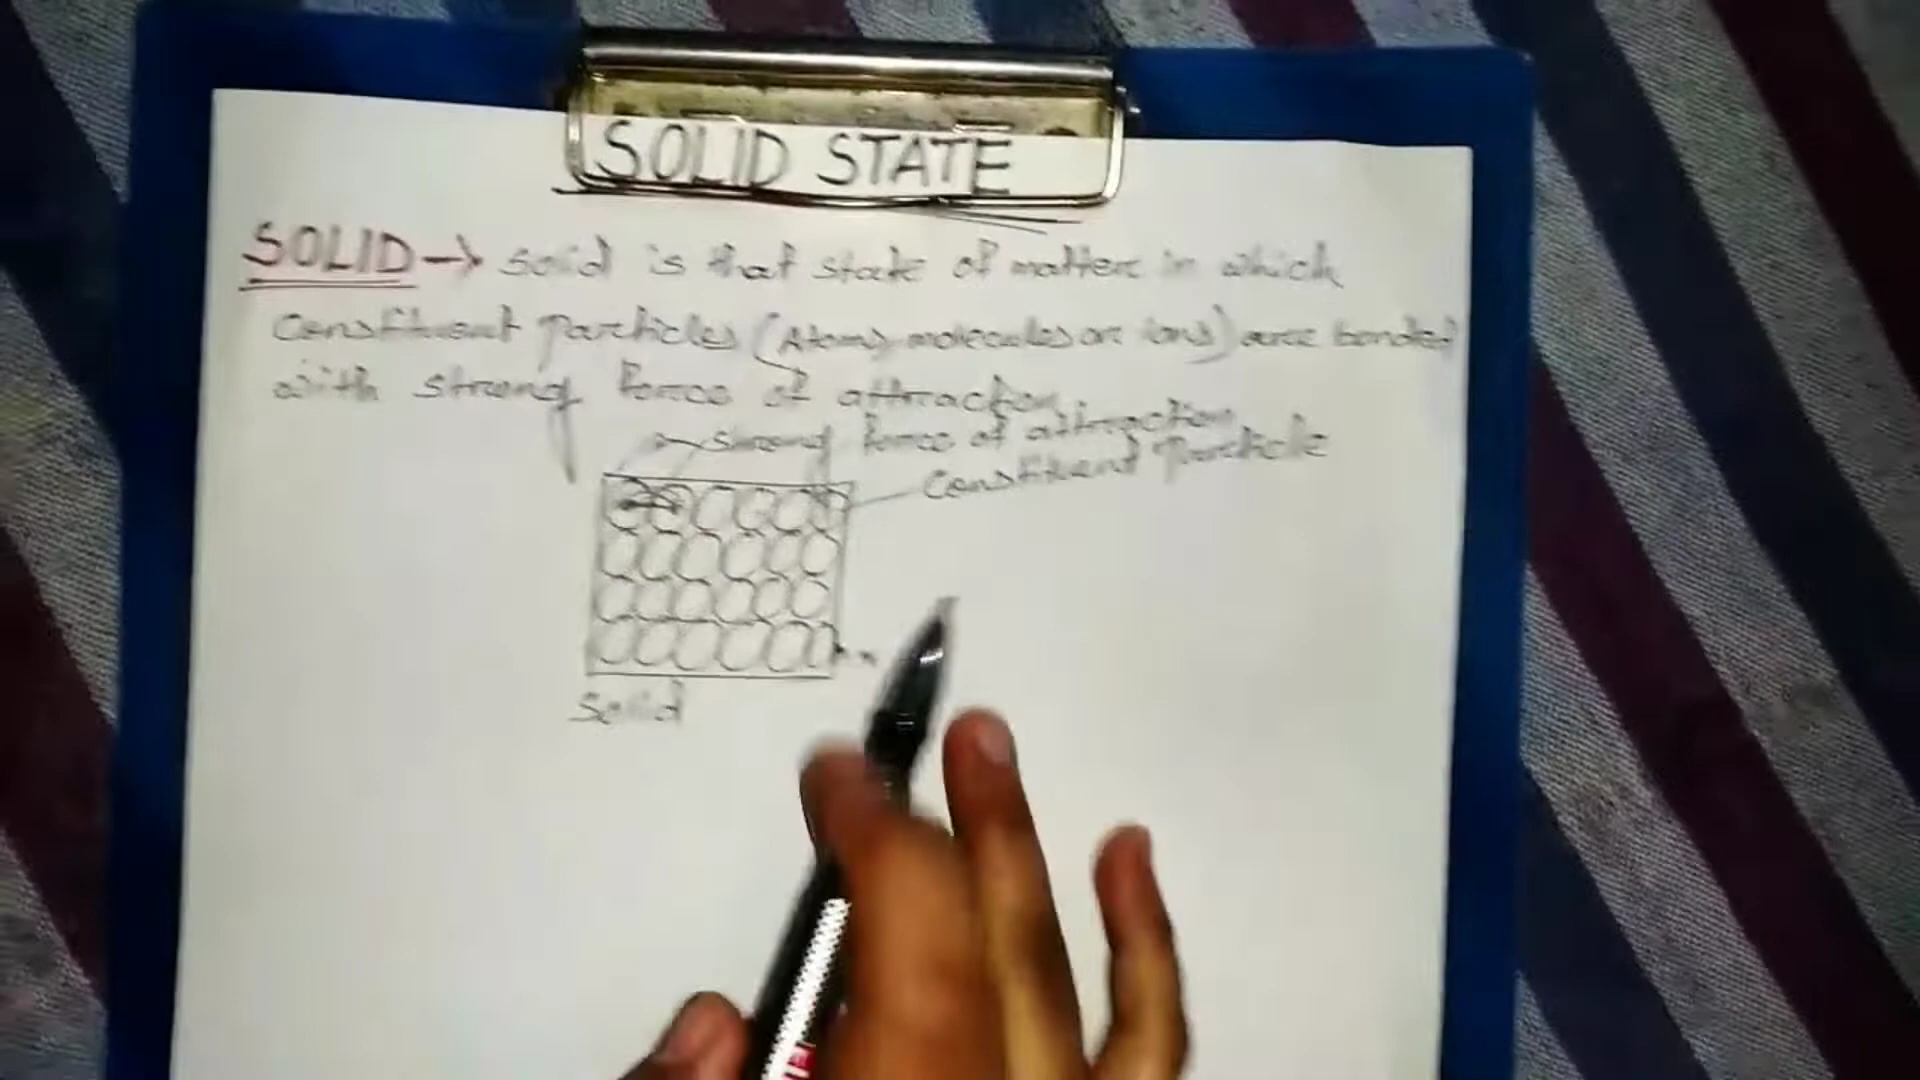 SOLID STATE
SOLID → solid is that state of matter in which
constituent particles (Atoms, molecules or ions) are bonded
with strong force of attraction
strong force of attraction
Constituent Particle
Solid